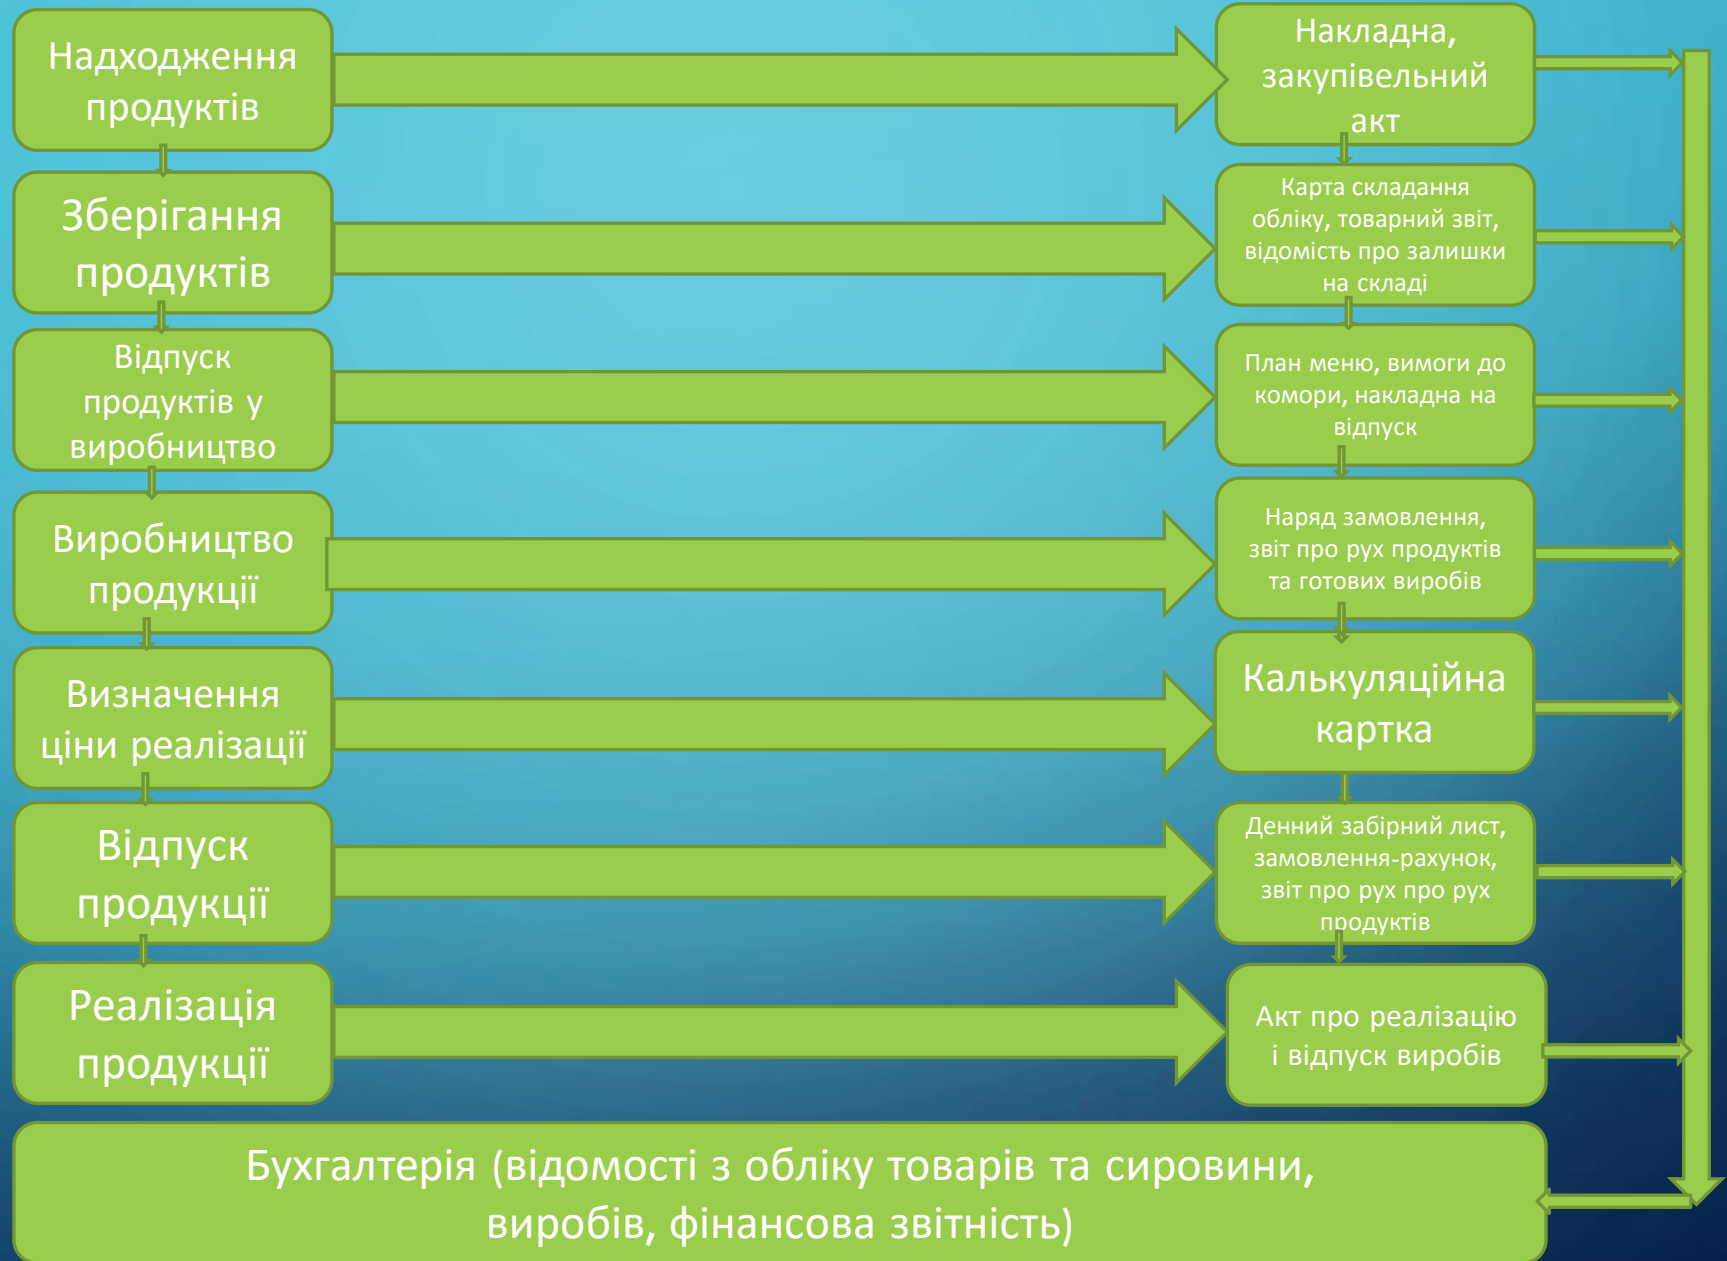 Надходження
продуктів
Накладна,
закупівельний
акт
Зберігання
продуктів
Карта складання
обліку, товарний звіт,
відомість про залишки
на складі
Відпуск
продуктів у
виробництво
План меню, вимоги до
комори, накладна на
відпуск
Виробництво
продукції
Наряд замовлення,
звіт про рух продуктів
та готових виробів
Визначення
ціни реалізації
Калькуляційна
картка
Відпуск
продукції
Денний забірний лист,
замовлення-рахунок,
звіт про рух про рух
продуктів
Реалізація
продукції
Акт про реалізацію
і відпуск виробів
Бухгалтерія (відомості з обліку товарів та сировини,
виробів, фінансова звітність)